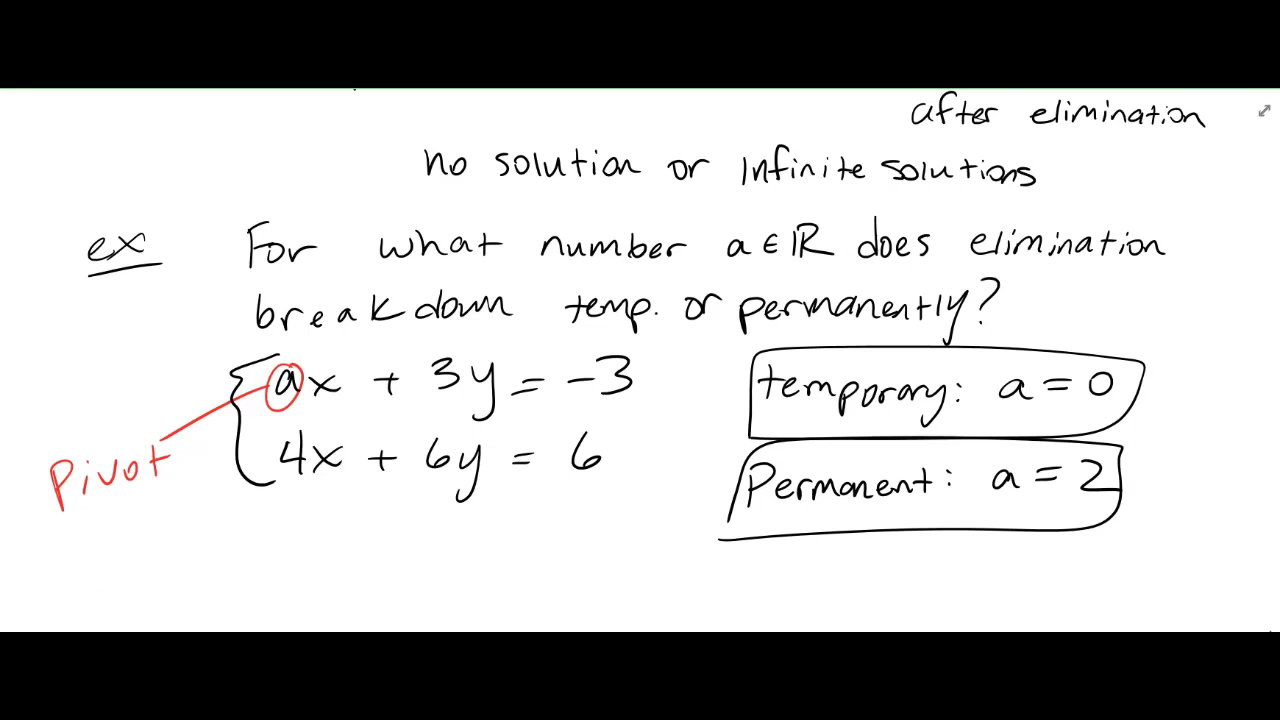 after elimination
no solution or infinite solutions
ex For what number a ∈ ℝ does elimination
breakdown temp. or permanently?
ax + 3y = -3
temporary: a = 0
4x + 6y = 6
Pivot
Permanent: a = 2